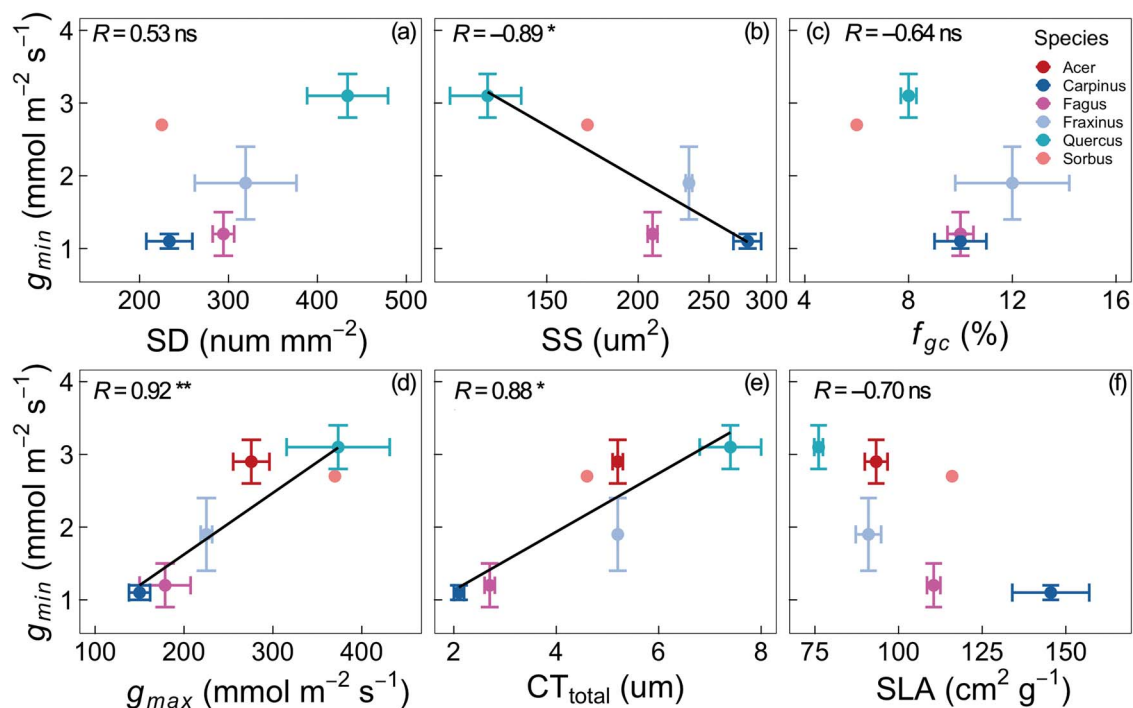 R = 0.53 ns (a)
R = −0.89 * (b)
(c) R = −0.64 ns
Species
Acer
Carpinus
Fagus
Fraxinus
Quercus
Sorbus
4
3
2
1
g_min (mmol m⁻² s⁻¹)
200 300 400 500
150 200 250 300
4 8 12 16
SD (num mm⁻²)
SS (um²)
f_gc (%)
R = 0.92 ** (d)
R = 0.88 * (e)
R = −0.70 ns (f)
4
3
2
1
g_min (mmol m⁻² s⁻¹)
100 200 300 400
2 4 6 8
75 100 125 150
g_max (mmol m⁻² s⁻¹)
CT_total (um)
SLA (cm² g⁻¹)